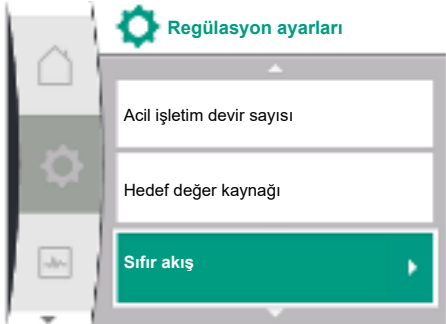 Regülasyon ayarları
Acil işletim devir sayısı
Hedef değer kaynağı
Sıfır akış